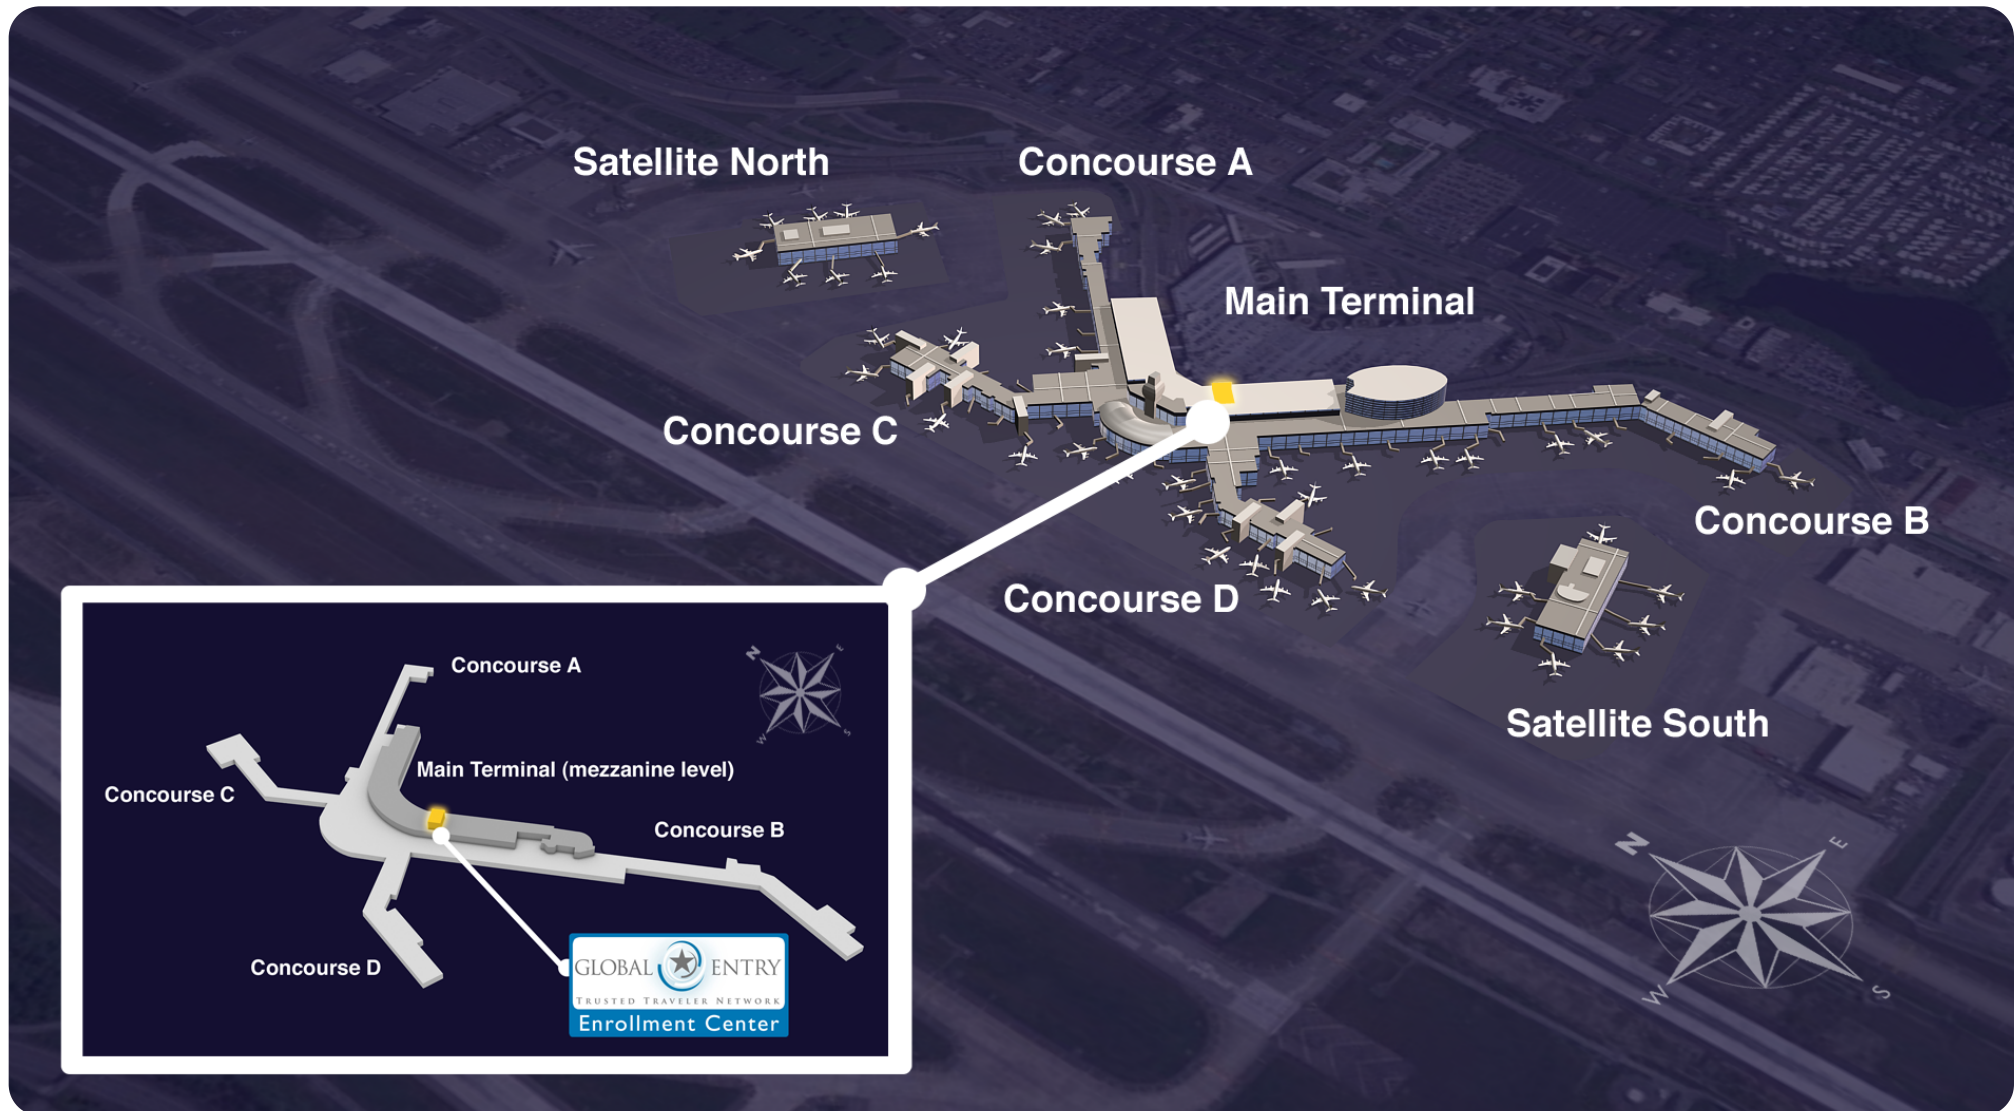 Satellite North
Concourse A
Main Terminal
Concourse C
Concourse B
Concourse D
Satellite South
N
E
W
S
Concourse A
N
E
W
S
Main Terminal (mezzanine level)
Concourse C
Concourse B
Concourse D
GLOBAL ENTRY
TRUSTED TRAVELER NETWORK
Enrollment Center